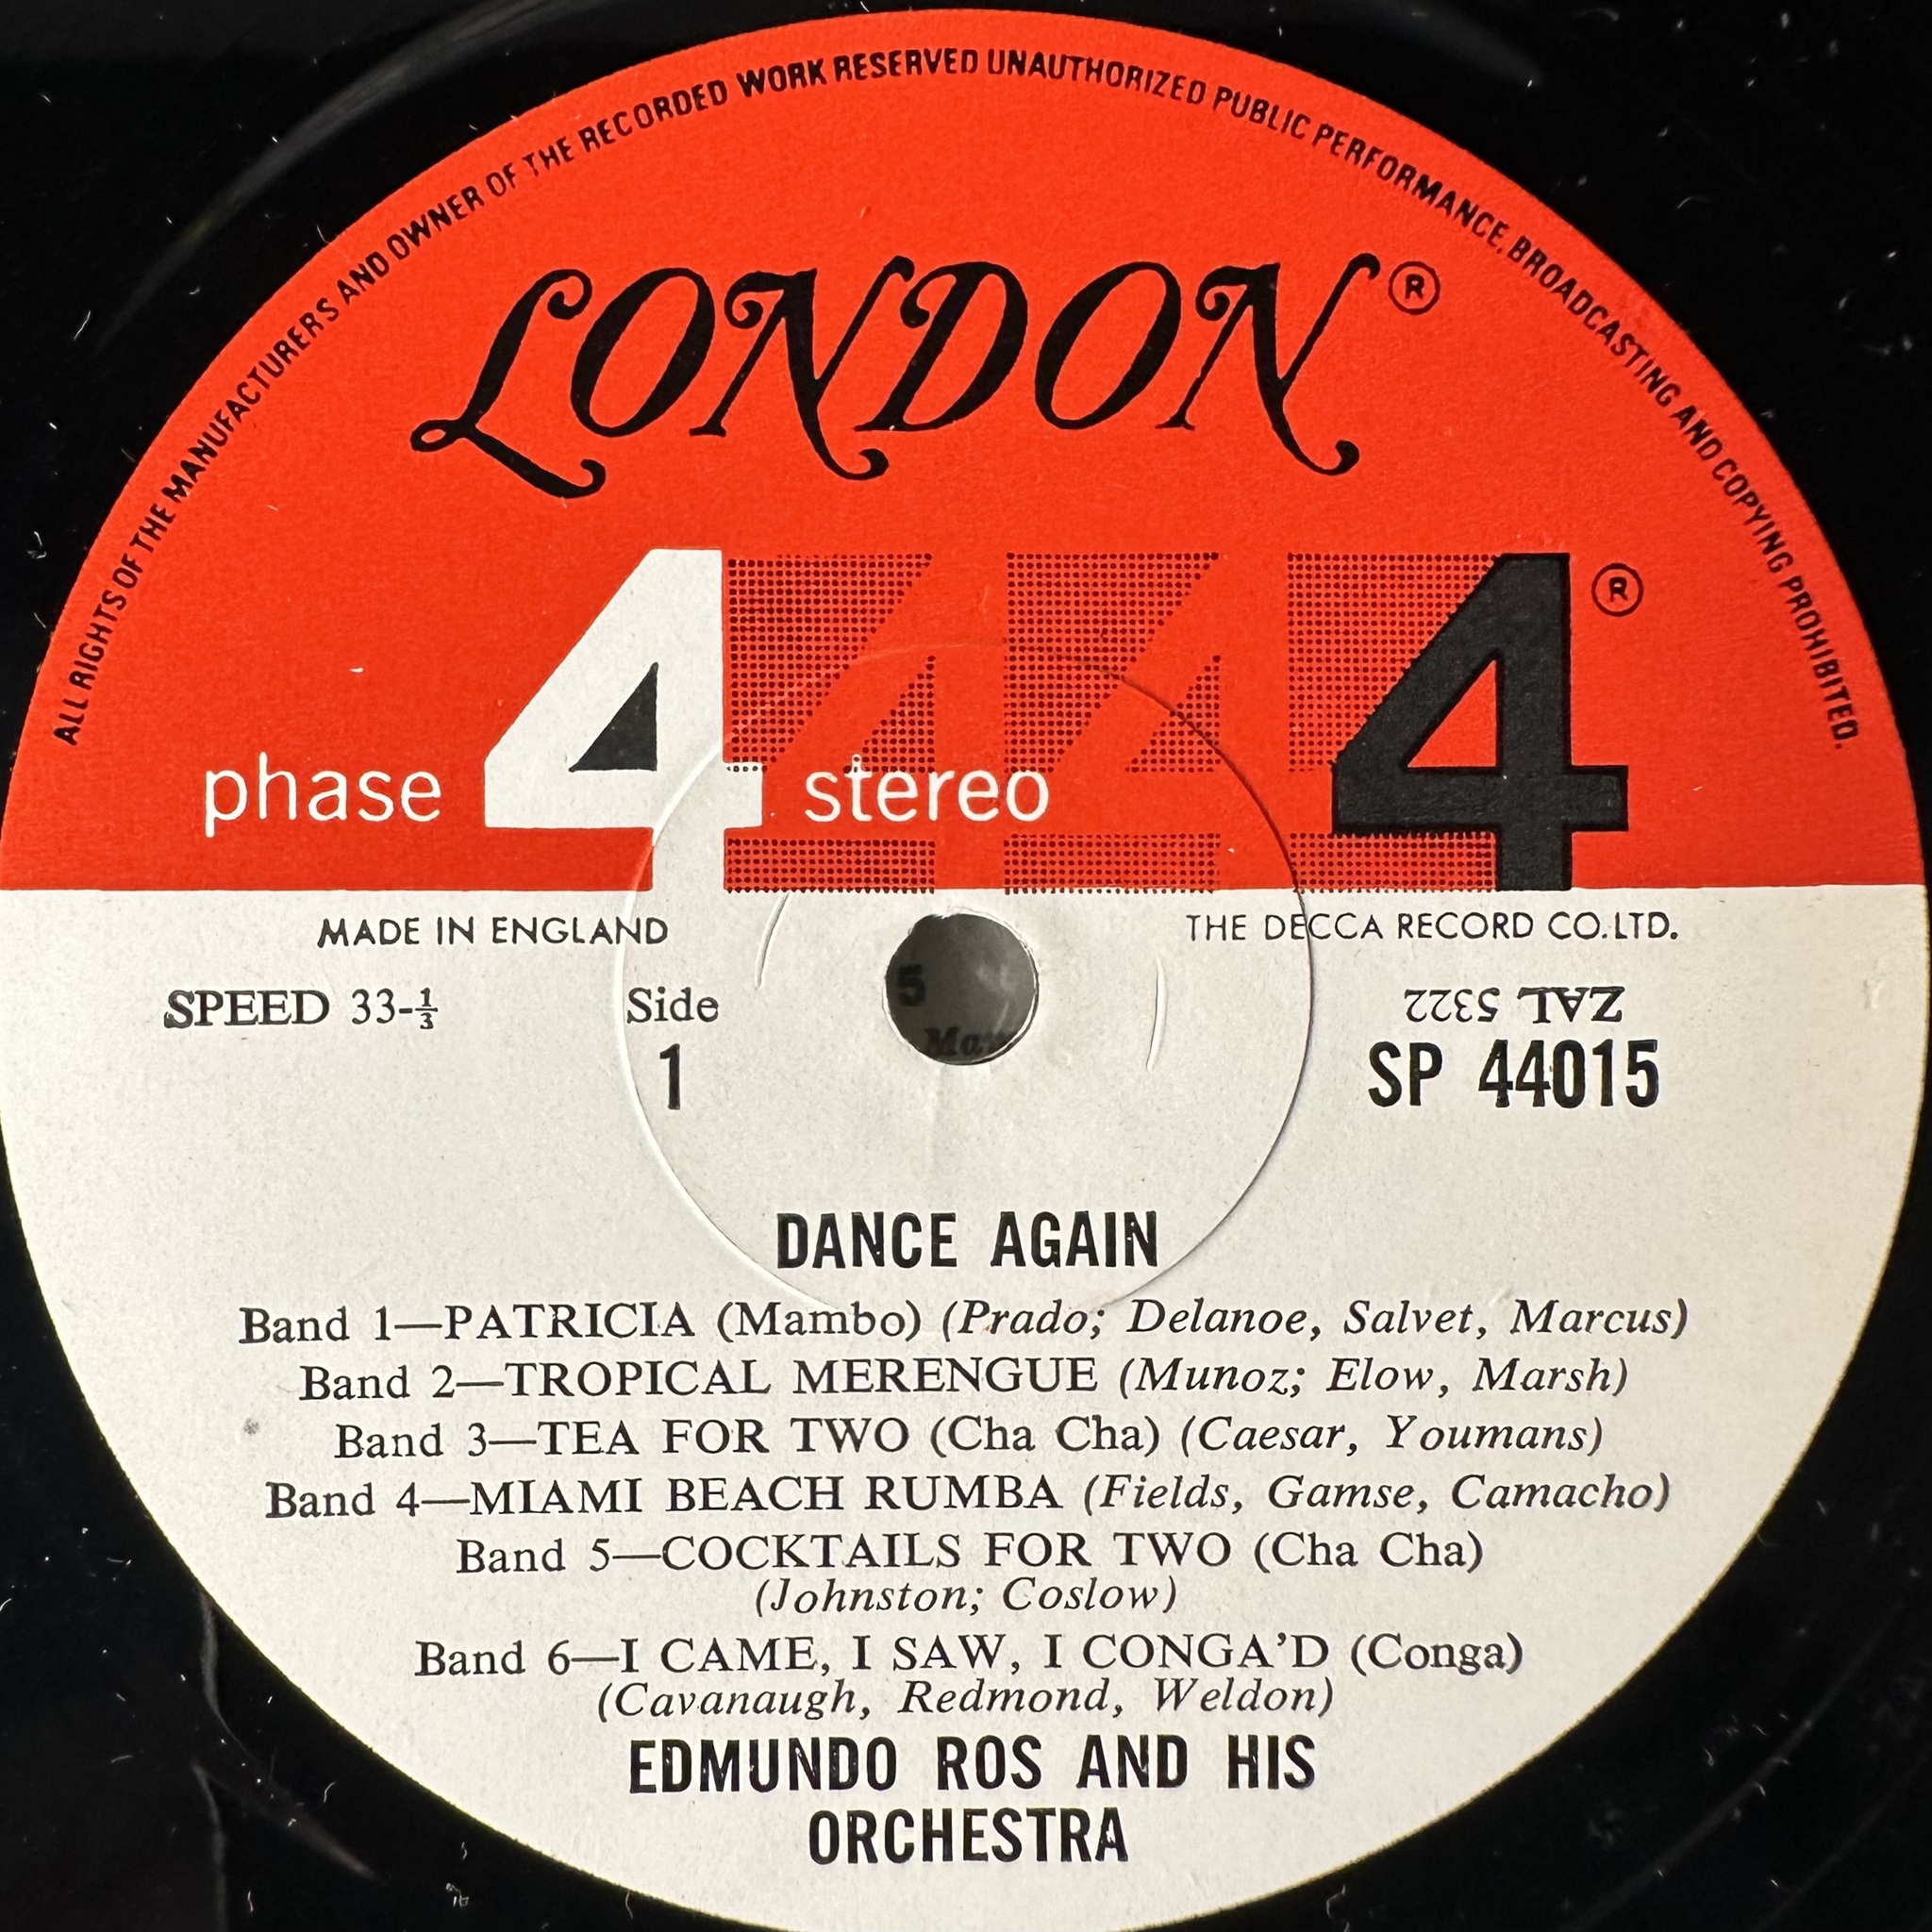 ALL RIGHTS OF THE MANUFACTURERS AND OWNER OF THE RECORDED WORK RESERVED UNAUTHORIZED PUBLIC PERFORMANCE, BROADCASTING AND COPYING PROHIBITED.
LONDON®
phase 4 stereo 4®
MADE IN ENGLAND THE DECCA RECORD CO.LTD.
SPEED 33-⅓ Side ZAL 5322
1 SP 44015
5
DANCE AGAIN
Band 1—PATRICIA (Mambo) (Prado; Delanoe, Salvet, Marcus)
Band 2—TROPICAL MERENGUE (Munoz; Elow, Marsh)
Band 3—TEA FOR TWO (Cha Cha) (Caesar, Youmans)
Band 4—MIAMI BEACH RUMBA (Fields, Gamse, Camacho)
Band 5—COCKTAILS FOR TWO (Cha Cha)
(Johnston; Coslow)
Band 6—I CAME, I SAW, I CONGA'D (Conga)
(Cavanaugh, Redmond, Weldon)
EDMUNDO ROS AND HIS
ORCHESTRA